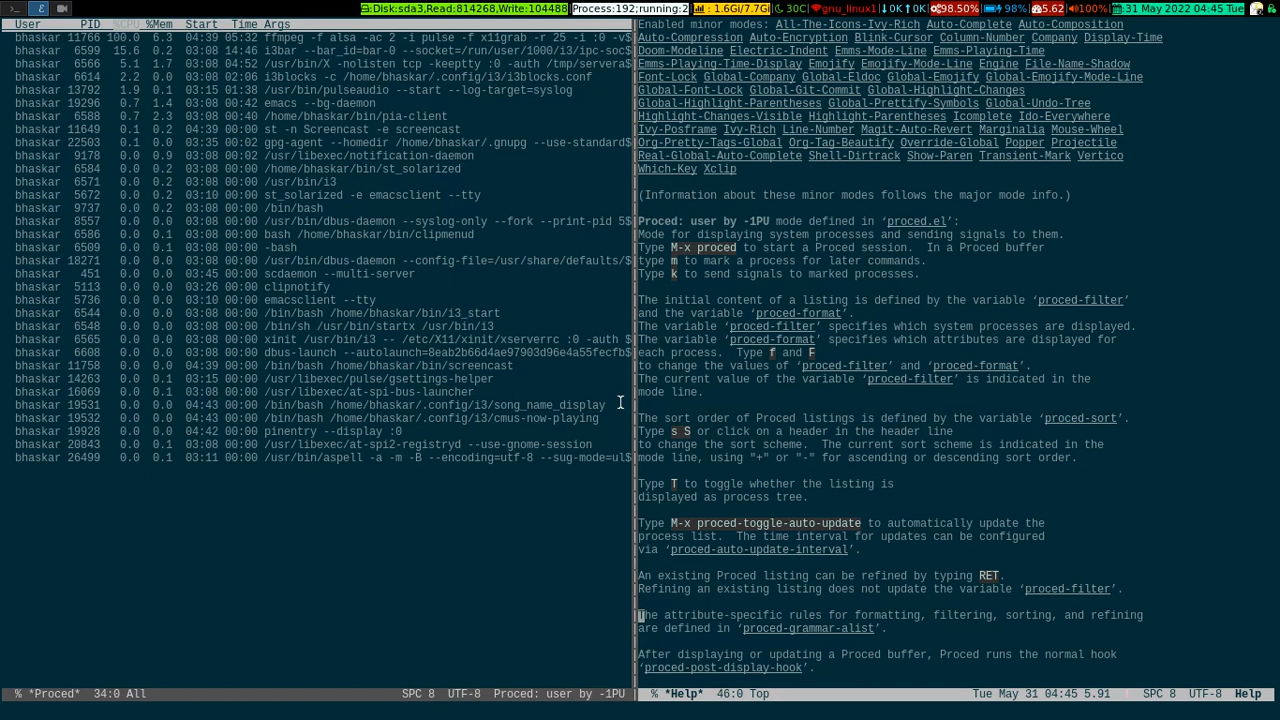 Disk:sda3,Read:814268,Write:104488 Process:192;running:2 1.6Gi/7.7Gi 30C gnu_linux1 0K 0K 98.50% 98% 5.62 100% 31 May 2022 04:45 Tue
User PID %CPU %Mem Start Time Args
bhaskar 11766 100.0 6.3 04:39 05:32 ffmpeg -f alsa -ac 2 -i pulse -f x11grab -r 25 -i :0 -v$
bhaskar 6599 15.6 0.2 03:08 14:46 i3bar --bar_id=bar-0 --socket=/run/user/1000/i3/ipc-soc$
bhaskar 6566 5.1 1.7 03:08 04:52 /usr/bin/X -nolisten tcp -keeptty :0 -auth /tmp/servera$
bhaskar 6614 2.2 0.0 03:08 02:06 i3blocks -c /home/bhaskar/.config/i3/i3blocks.conf
bhaskar 13792 1.9 0.1 03:15 01:38 /usr/bin/pulseaudio --start --log-target=syslog
bhaskar 19296 0.7 1.4 03:08 00:42 emacs --bg-daemon
bhaskar 6588 0.7 2.3 03:08 00:40 /home/bhaskar/bin/pia-client
bhaskar 11649 0.1 0.2 04:39 00:00 st -n Screencast -e screencast
bhaskar 22503 0.1 0.0 03:35 00:02 gpg-agent --homedir /home/bhaskar/.gnupg --use-standard$
bhaskar 9178 0.0 0.9 03:08 00:02 /usr/libexec/notification-daemon
bhaskar 6584 0.0 0.2 03:08 00:00 /home/bhaskar/bin/st_solarized
bhaskar 6571 0.0 0.2 03:08 00:00 /usr/bin/i3
bhaskar 5672 0.0 0.2 03:10 00:00 st_solarized -e emacsclient --tty
bhaskar 9737 0.0 0.2 03:08 00:00 /bin/bash
bhaskar 8557 0.0 0.0 03:08 00:00 /usr/bin/dbus-daemon --syslog-only --fork --print-pid 5$
bhaskar 6586 0.0 0.1 03:08 00:00 bash /home/bhaskar/bin/clipmenud
bhaskar 6509 0.0 0.1 03:08 00:00 -bash
bhaskar 18271 0.0 0.0 03:08 00:00 /usr/bin/dbus-daemon --config-file=/usr/share/defaults/$
bhaskar 451 0.0 0.0 03:45 00:00 scdaemon --multi-server
bhaskar 5113 0.0 0.0 03:26 00:00 clipnotify
bhaskar 5736 0.0 0.0 03:10 00:00 emacsclient --tty
bhaskar 6544 0.0 0.0 03:08 00:00 /bin/bash /home/bhaskar/bin/i3_start
bhaskar 6548 0.0 0.0 03:08 00:00 /bin/sh /usr/bin/startx /usr/bin/i3
bhaskar 6565 0.0 0.0 03:08 00:00 xinit /usr/bin/i3 -- /etc/X11/xinit/xserverrc :0 -auth $
bhaskar 6608 0.0 0.0 03:08 00:00 dbus-launch --autolaunch=8eab2b66d4ae97903d96e4a55fecfb$
bhaskar 11758 0.0 0.0 04:39 00:00 /bin/bash /home/bhaskar/bin/screencast
bhaskar 14263 0.0 0.1 03:15 00:00 /usr/libexec/pulse/gsettings-helper
bhaskar 16069 0.0 0.1 03:08 00:00 /usr/libexec/at-spi-bus-launcher
bhaskar 19531 0.0 0.0 04:43 00:00 /bin/bash /home/bhaskar/.config/i3/song_name_display
bhaskar 19532 0.0 0.0 04:43 00:00 /bin/bash /home/bhaskar/.config/i3/cmus-now-playing
bhaskar 19928 0.0 0.0 04:42 00:00 pinentry --display :0
bhaskar 20843 0.0 0.1 03:08 00:00 /usr/libexec/at-spi2-registryd --use-gnome-session
bhaskar 26499 0.0 0.1 03:11 00:00 /usr/bin/aspell -a -m -B --encoding=utf-8 --sug-mode=ul$
% *Proced* 34:0 All SPC 8 UTF-8 Proced: user by -1PU
Enabled minor modes: All-The-Icons-Ivy-Rich Auto-Complete Auto-Composition
Auto-Compression Auto-Encryption Blink-Cursor Column-Number Company Display-Time
Doom-Modeline Electric-Indent Emms-Mode-Line Emms-Playing-Time
Emms-Playing-Time-Display Emojify Emojify-Mode-Line Engine File-Name-Shadow
Font-Lock Global-Company Global-Eldoc Global-Emojify Global-Emojify-Mode-Line
Global-Font-Lock Global-Git-Commit Global-Highlight-Changes
Global-Highlight-Parentheses Global-Prettify-Symbols Global-Undo-Tree
Highlight-Changes-Visible Highlight-Parentheses Icomplete Ido-Everywhere
Ivy-Posframe Ivy-Rich Line-Number Magit-Auto-Revert Marginalia Mouse-Wheel
Org-Pretty-Tags-Global Org-Tag-Beautify Override-Global Popper Projectile
Real-Global-Auto-Complete Shell-Dirtrack Show-Paren Transient-Mark Vertico
Which-Key Xclip
(Information about these minor modes follows the major mode info.)
Proced: user by -1PU mode defined in ‘proced.el’:
Mode for displaying system processes and sending signals to them.
Type M-x proced to start a Proced session.  In a Proced buffer
type m to mark a process for later commands.
Type k to send signals to marked processes.
The initial content of a listing is defined by the variable ‘proced-filter’
and the variable ‘proced-format’.
The variable ‘proced-filter’ specifies which system processes are displayed.
The variable ‘proced-format’ specifies which attributes are displayed for
each process.  Type f and F
to change the values of ‘proced-filter’ and ‘proced-format’.
The current value of the variable ‘proced-filter’ is indicated in the
mode line.
The sort order of Proced listings is defined by the variable ‘proced-sort’.
Type s S or click on a header in the header line
to change the sort scheme.  The current sort scheme is indicated in the
mode line, using "+" or "-" for ascending or descending sort order.
Type T to toggle whether the listing is
displayed as process tree.
Type M-x proced-toggle-auto-update to automatically update the
process list.  The time interval for updates can be configured
via ‘proced-auto-update-interval’.
An existing Proced listing can be refined by typing RET.
Refining an existing listing does not update the variable ‘proced-filter’.
The attribute-specific rules for formatting, filtering, sorting, and refining
are defined in ‘proced-grammar-alist’.
After displaying or updating a Proced buffer, Proced runs the normal hook
‘proced-post-display-hook’.
% *Help* 46:0 Top Tue May 31 04:45 5.91 SPC 8 UTF-8 Help